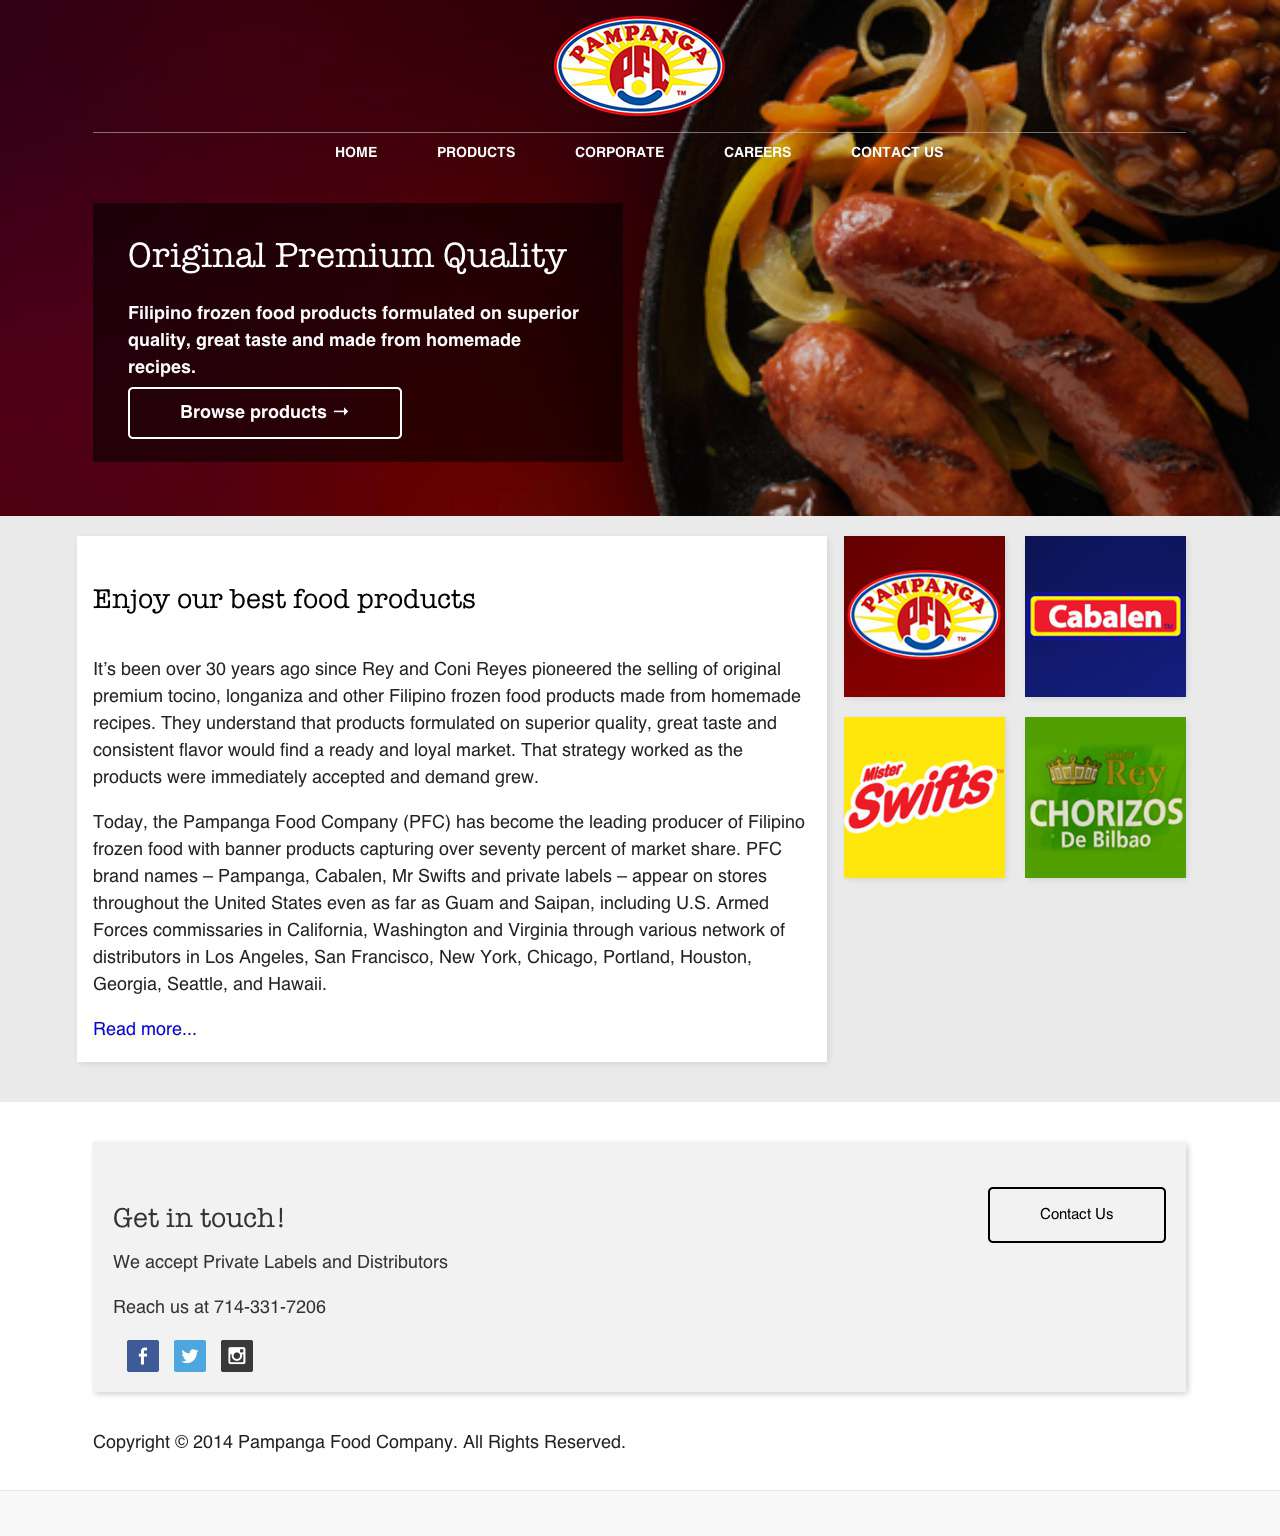 PAMPANGA
PFC
TM
HOME
PRODUCTS
CORPORATE
CAREERS
CONTACT US
Original Premium Quality
Filipino frozen food products formulated on superior
quality, great taste and made from homemade
recipes.
Browse products →
Enjoy our best food products
It’s been over 30 years ago since Rey and Coni Reyes pioneered the selling of original
premium tocino, longaniza and other Filipino frozen food products made from homemade
recipes. They understand that products formulated on superior quality, great taste and
consistent flavor would find a ready and loyal market. That strategy worked as the
products were immediately accepted and demand grew.
Today, the Pampanga Food Company (PFC) has become the leading producer of Filipino
frozen food with banner products capturing over seventy percent of market share. PFC
brand names – Pampanga, Cabalen, Mr Swifts and private labels – appear on stores
throughout the United States even as far as Guam and Saipan, including U.S. Armed
Forces commissaries in California, Washington and Virginia through various network of
distributors in Los Angeles, San Francisco, New York, Chicago, Portland, Houston,
Georgia, Seattle, and Hawaii.
Read more...
PAMPANGA
PFC
TM
Cabalen TM
Mister
Swifts TM
Rey
CHORIZOS
De Bilbao
Get in touch!
We accept Private Labels and Distributors
Reach us at 714-331-7206
Contact Us
Copyright © 2014 Pampanga Food Company. All Rights Reserved.